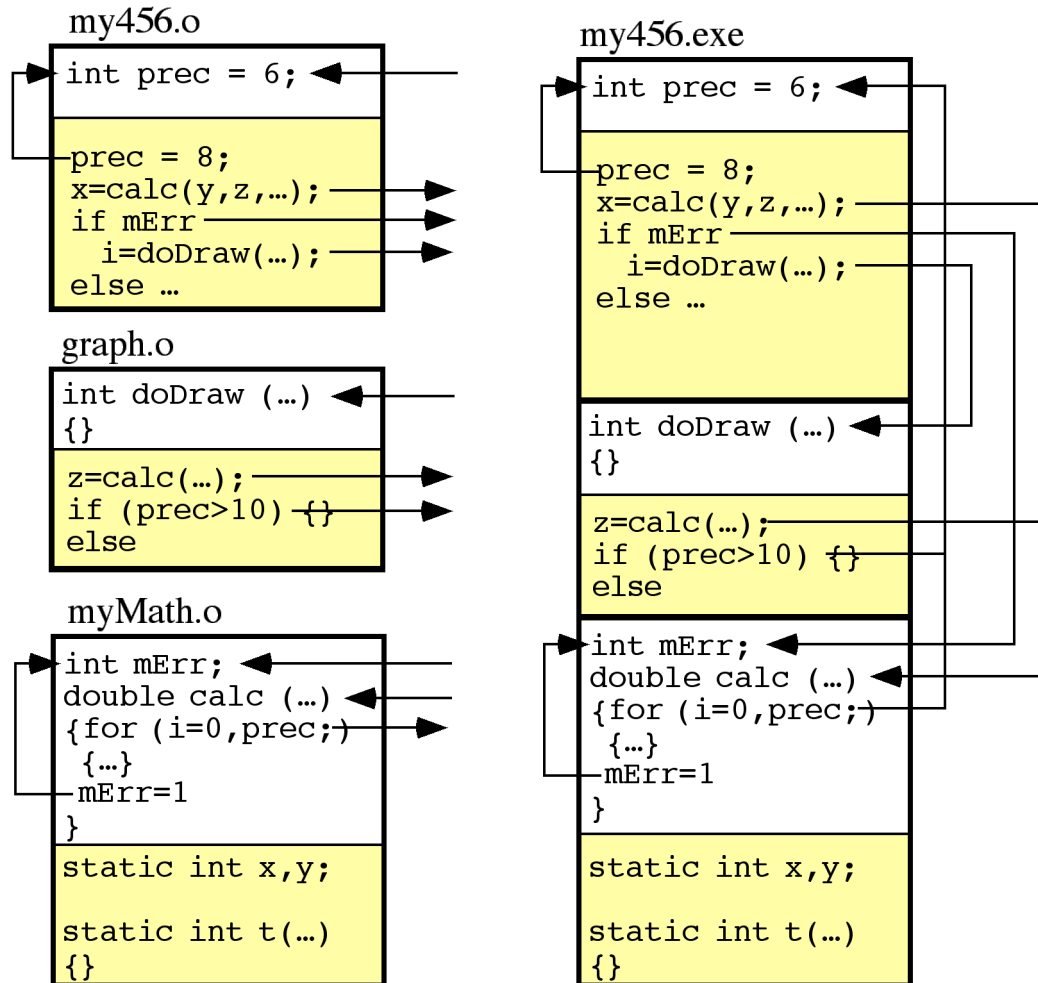 my456.o
int prec = 6;
prec = 8;
x=calc(y,z,…);
if mErr
i=doDraw(…);
else …
graph.o
int doDraw (…)
{}
z=calc(…);
if (prec>10) {}
else
myMath.o
int mErr;
double calc (…)
{for (i=0,prec;)
{…}
mErr=1
}
static int x,y;
static int t(…)
{}
my456.exe
int prec = 6;
prec = 8;
x=calc(y,z,…);
if mErr
i=doDraw(…);
else …
int doDraw (…)
{}
z=calc(…);
if (prec>10) {}
else
int mErr;
double calc (…)
{for (i=0,prec;)
{…}
mErr=1
}
static int x,y;
static int t(…)
{}